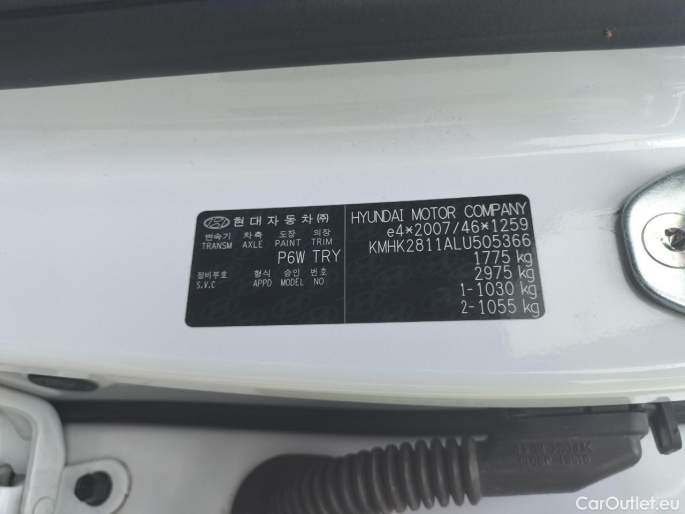 현대자동차㈜
변속기 차축 도장 의장
TRANSM AXLE PAINT TRIM
P6W TRY
정비부호 형식 승인 번호
S.V.C APPD MODEL NO
HYUNDAI MOTOR COMPANY
e4*2007/46*1259
KMHK2811ALU505366
1775 kg
2975 kg
1-1030 kg
2-1055 kg
CarOutlet.eu